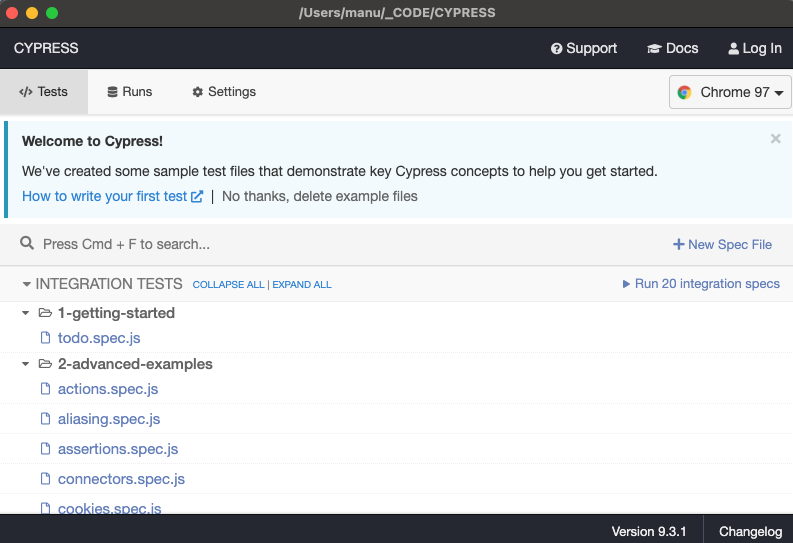 /Users/manu/_CODE/CYPRESS
CYPRESS Support Docs Log In
Tests Runs Settings Chrome 97
Welcome to Cypress!
We've created some sample test files that demonstrate key Cypress concepts to help you get started.
How to write your first test | No thanks, delete example files
Press Cmd + F to search... New Spec File
INTEGRATION TESTS COLLAPSE ALL | EXPAND ALL Run 20 integration specs
1-getting-started
todo.spec.js
2-advanced-examples
actions.spec.js
aliasing.spec.js
assertions.spec.js
connectors.spec.js
cookies.spec.js
Version 9.3.1 Changelog